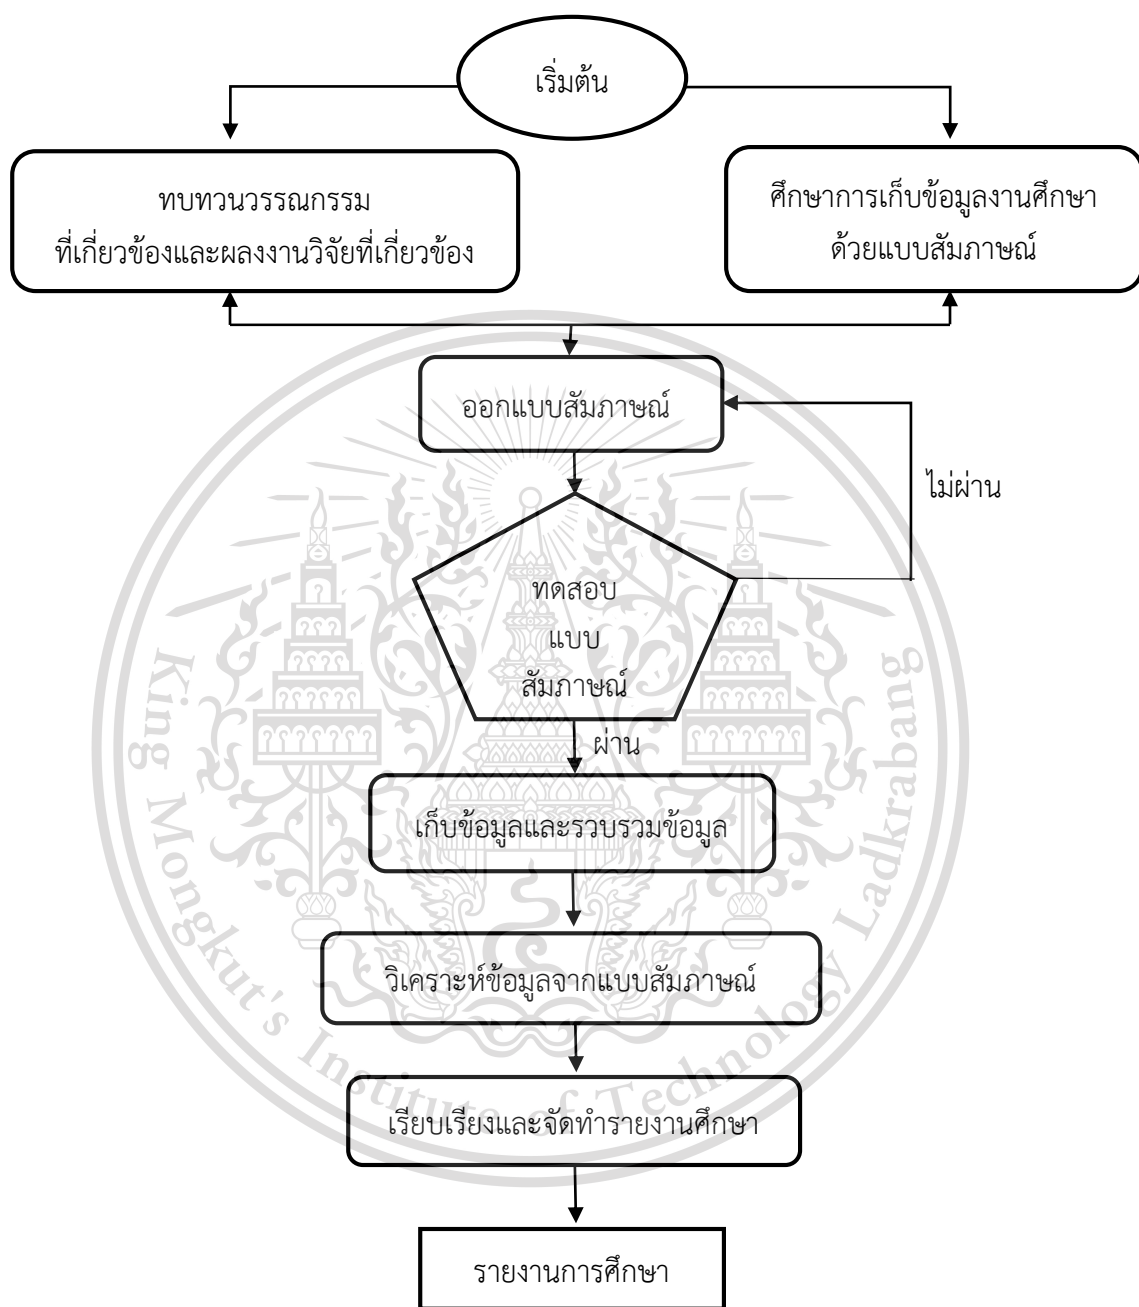 เริ่มต้น
ทบทวนวรรณกรรม
ที่เกี่ยวข้องและผลงงานวิจัยที่เกี่ยวข้อง
ศึกษาการเก็บข้อมูลงานศึกษา
ด้วยแบบสัมภาษณ์
ออกแบบสัมภาษณ์
ไม่ผ่าน
ทดสอบ
แบบ
สัมภาษณ์
ผ่าน
เก็บข้อมูลและรวบรวมข้อมูล
วิเคราะห์ข้อมูลจากแบบสัมภาษณ์
เรียบเรียงและจัดทำรายงานศึกษา
รายงานการศึกษา
King Mongkut's Institute of Technology Ladkrabang